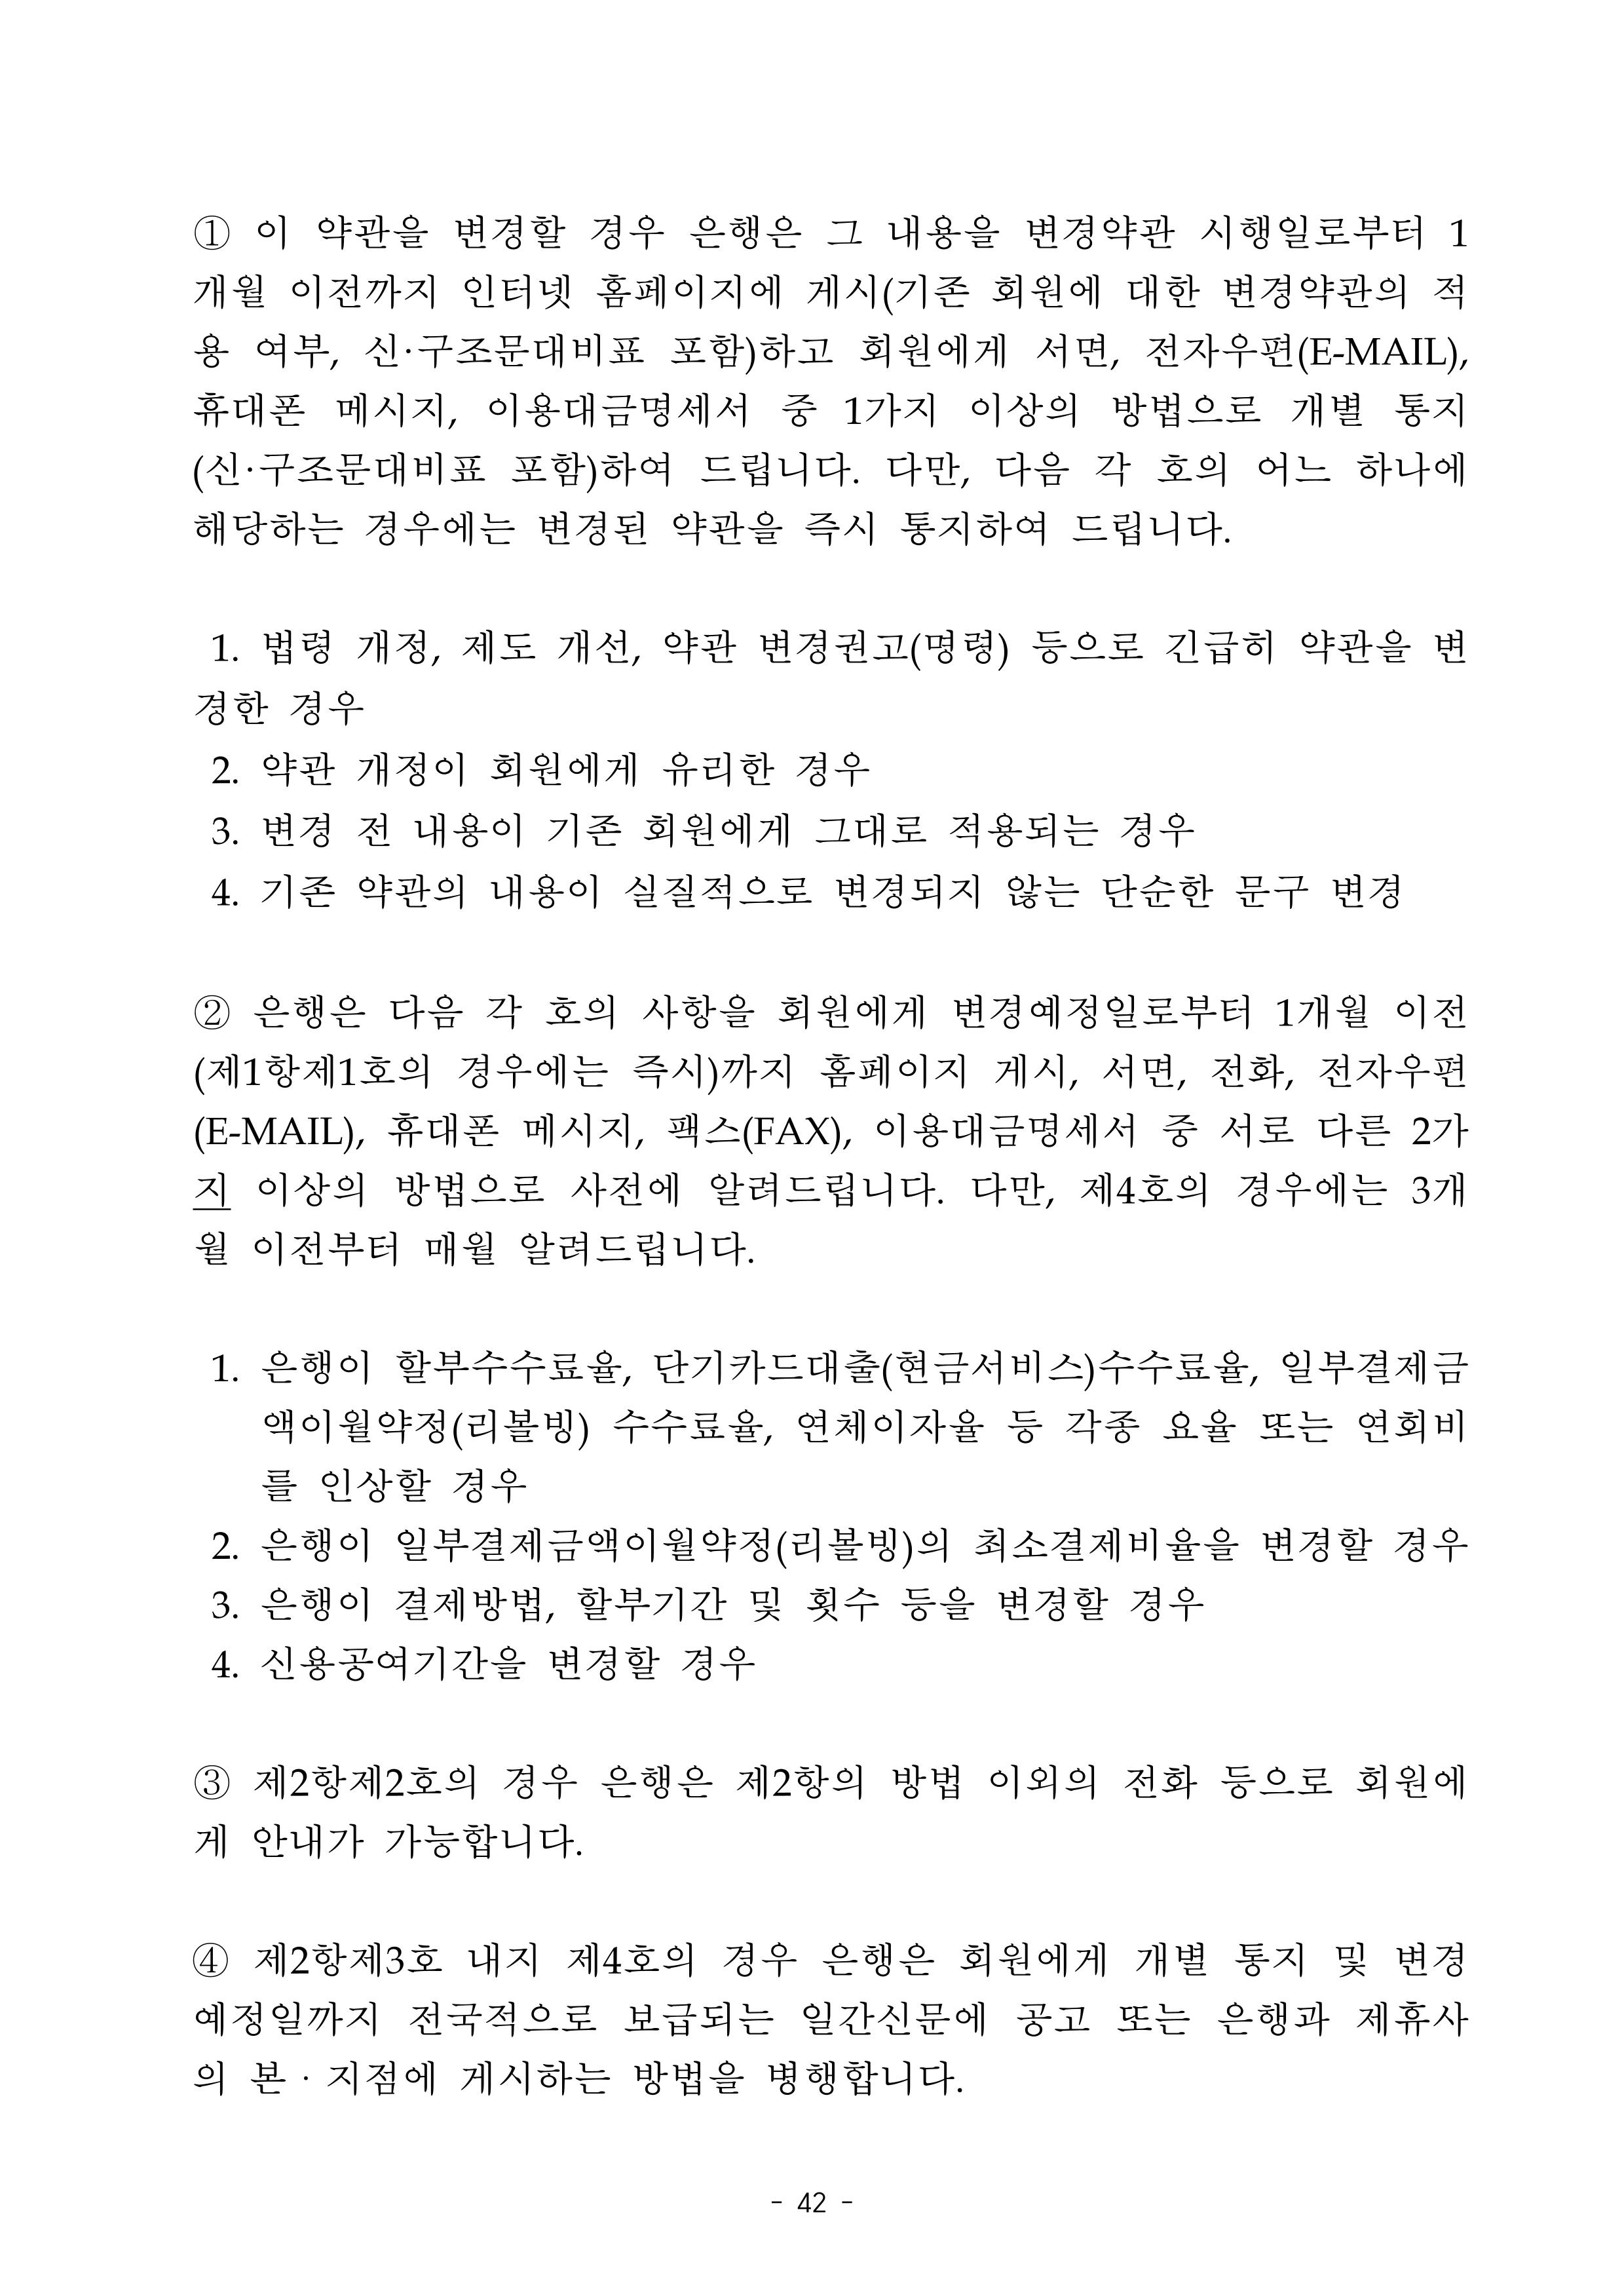 ① 이 약관을 변경할 경우 은행은 그 내용을 변경약관 시행일로부터 1
개월 이전까지 인터넷 홈페이지에 게시(기존 회원에 대한 변경약관의 적
용 여부, 신·구조문대비표 포함)하고 회원에게 서면, 전자우편(E-MAIL),
휴대폰 메시지, 이용대금명세서 중 1가지 이상의 방법으로 개별 통지
(신·구조문대비표 포함)하여 드립니다. 다만, 다음 각 호의 어느 하나에
해당하는 경우에는 변경된 약관을 즉시 통지하여 드립니다.
1. 법령 개정, 제도 개선, 약관 변경권고(명령) 등으로 긴급히 약관을 변
경한 경우
2. 약관 개정이 회원에게 유리한 경우
3. 변경 전 내용이 기존 회원에게 그대로 적용되는 경우
4. 기존 약관의 내용이 실질적으로 변경되지 않는 단순한 문구 변경
② 은행은 다음 각 호의 사항을 회원에게 변경예정일로부터 1개월 이전
(제1항제1호의 경우에는 즉시)까지 홈페이지 게시, 서면, 전화, 전자우편
(E-MAIL), 휴대폰 메시지, 팩스(FAX), 이용대금명세서 중 서로 다른 2가
지 이상의 방법으로 사전에 알려드립니다. 다만, 제4호의 경우에는 3개
월 이전부터 매월 알려드립니다.
1. 은행이 할부수수료율, 단기카드대출(현금서비스)수수료율, 일부결제금
액이월약정(리볼빙) 수수료율, 연체이자율 등 각종 요율 또는 연회비
를 인상할 경우
2. 은행이 일부결제금액이월약정(리볼빙)의 최소결제비율을 변경할 경우
3. 은행이 결제방법, 할부기간 및 횟수 등을 변경할 경우
4. 신용공여기간을 변경할 경우
③ 제2항제2호의 경우 은행은 제2항의 방법 이외의 전화 등으로 회원에
게 안내가 가능합니다.
④ 제2항제3호 내지 제4호의 경우 은행은 회원에게 개별 통지 및 변경
예정일까지 전국적으로 보급되는 일간신문에 공고 또는 은행과 제휴사
의 본ㆍ지점에 게시하는 방법을 병행합니다.
- 42 -